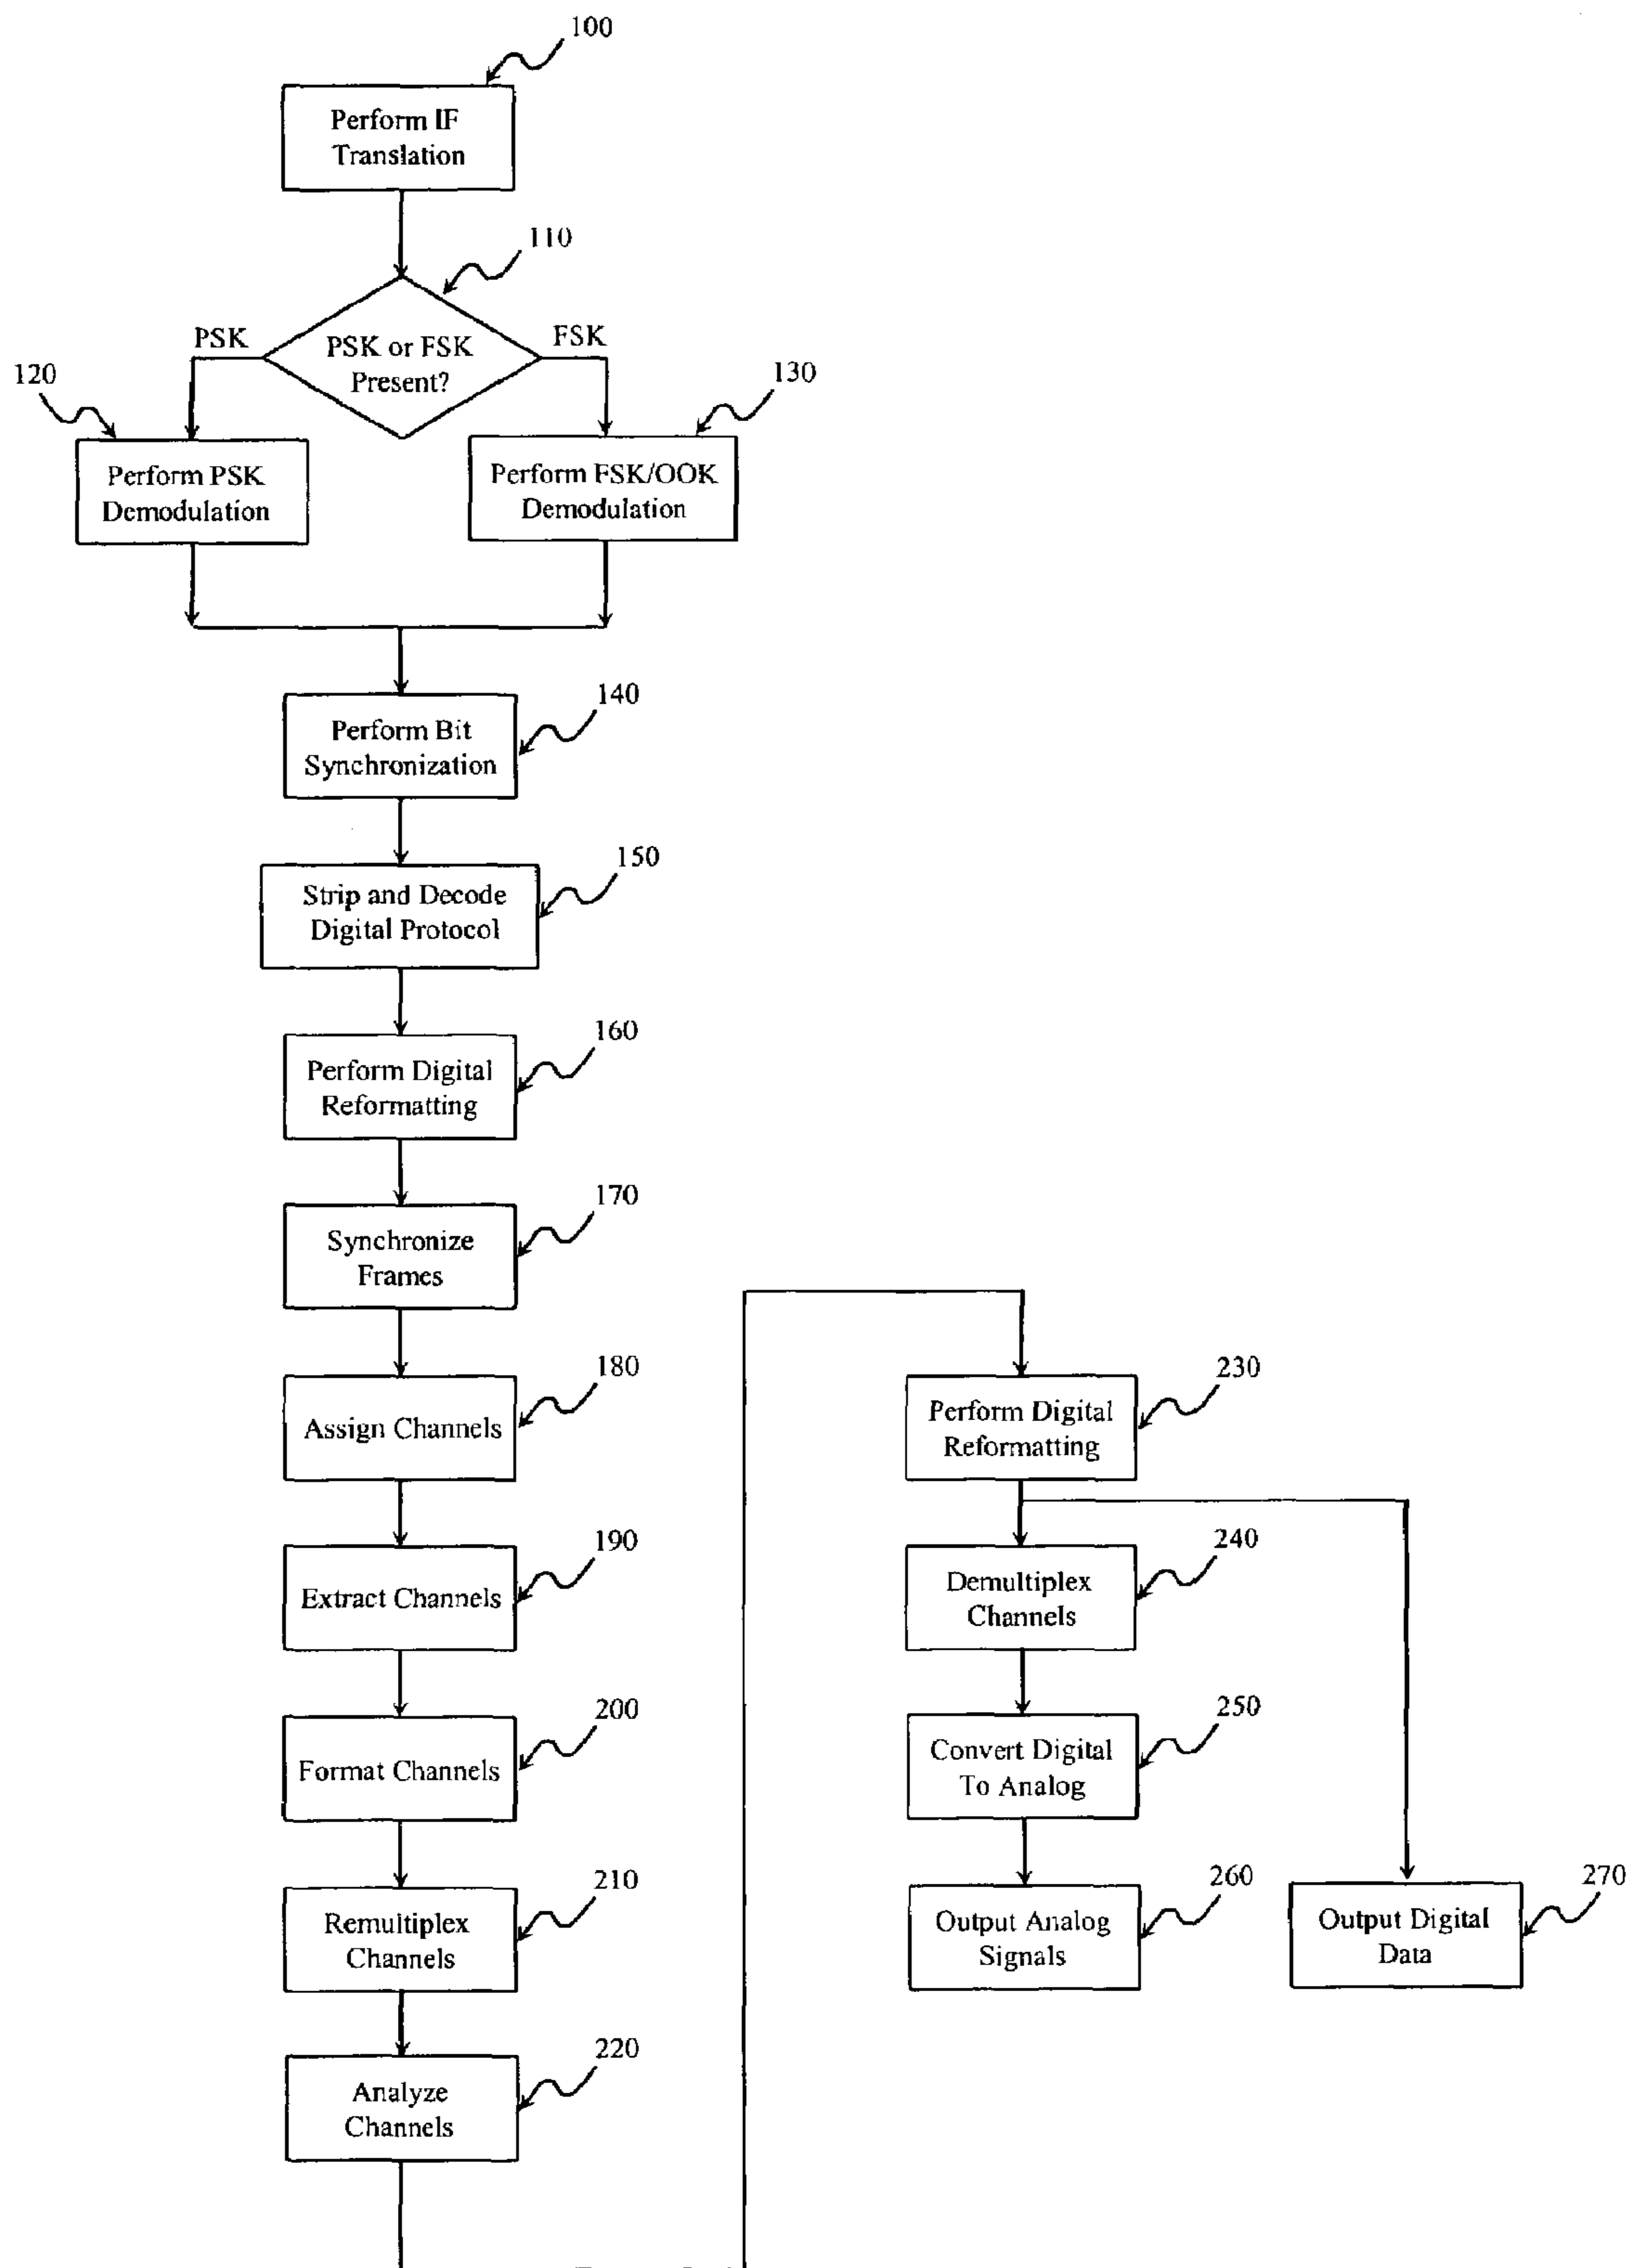 100
Perform IF
Translation
110
PSK or FSK
Present?
PSK
FSK
120
130
Perform PSK
Demodulation
Perform FSK/OOK
Demodulation
140
Perform Bit
Synchronization
150
Strip and Decode
Digital Protocol
160
Perform Digital
Reformatting
170
Synchronize
Frames
180
Assign Channels
190
Extract Channels
200
Format Channels
210
Remultiplex
Channels
220
Analyze
Channels
230
Perform Digital
Reformatting
240
Demultiplex
Channels
250
Convert Digital
To Analog
260
Output Analog
Signals
270
Output Digital
Data